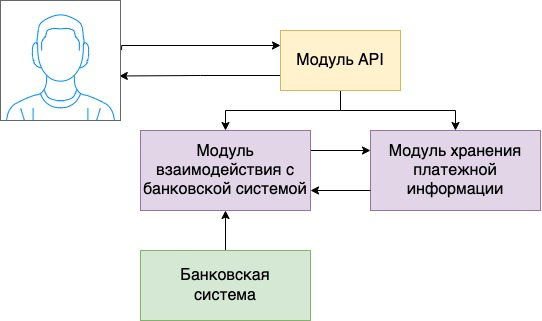 Модуль API
Модуль
взаимодействия с
банковской системой
Модуль хранения
платежной
информации
Банковская
система